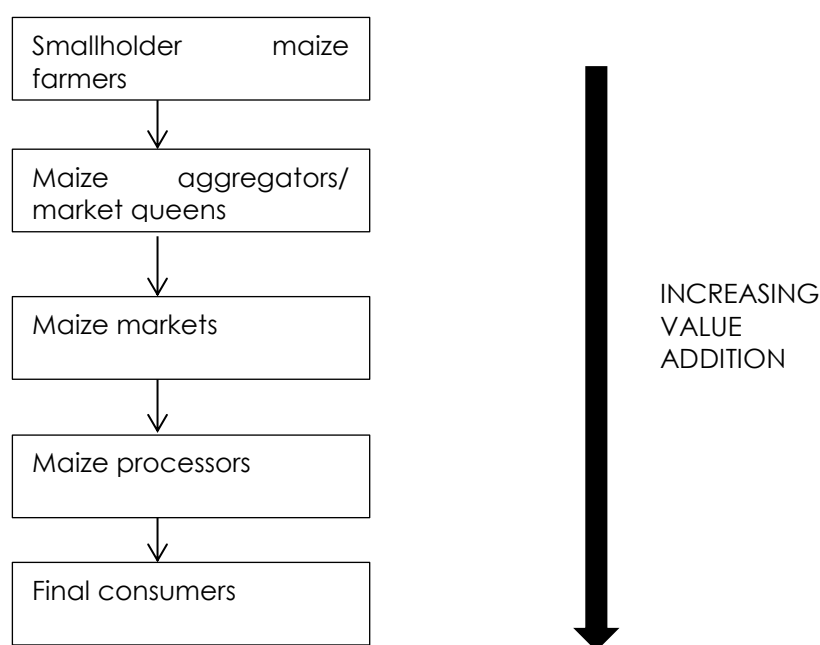 Smallholder maize
farmers
Maize aggregators/
market queens
Maize markets
Maize processors
Final consumers
INCREASING
VALUE
ADDITION